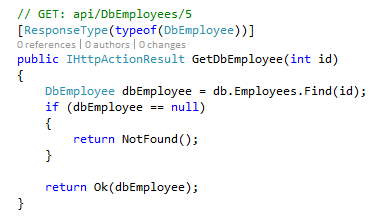 // GET: api/DbEmployees/5
[ResponseType(typeof(DbEmployee))]
0 references | 0 authors | 0 changes
public IHttpActionResult GetDbEmployee(int id)
{
    DbEmployee dbEmployee = db.Employees.Find(id);
    if (dbEmployee == null)
    {
        return NotFound();
    }

    return Ok(dbEmployee);
}